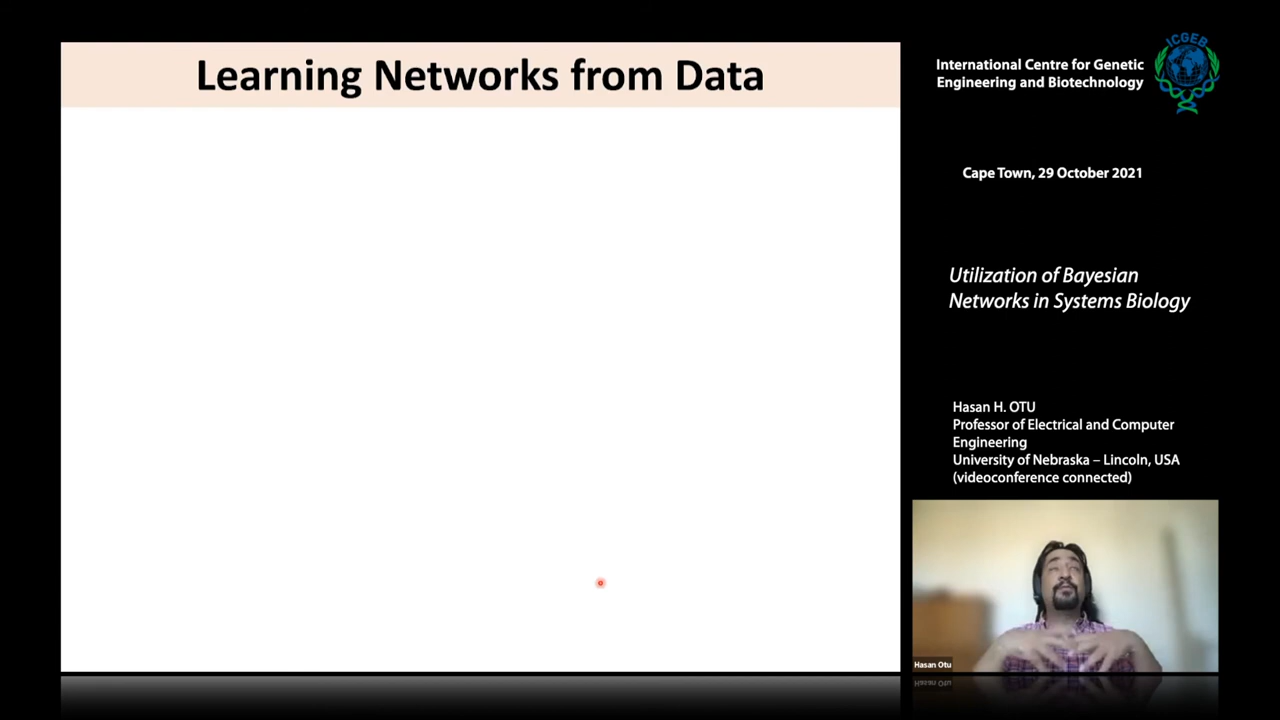 Learning Networks from Data
ICGEB
International Centre for Genetic
Engineering and Biotechnology
Cape Town, 29 October 2021
Utilization of Bayesian
Networks in Systems Biology
Hasan H. OTU
Professor of Electrical and Computer
Engineering
University of Nebraska – Lincoln, USA
(videoconference connected)
Hasan Otu